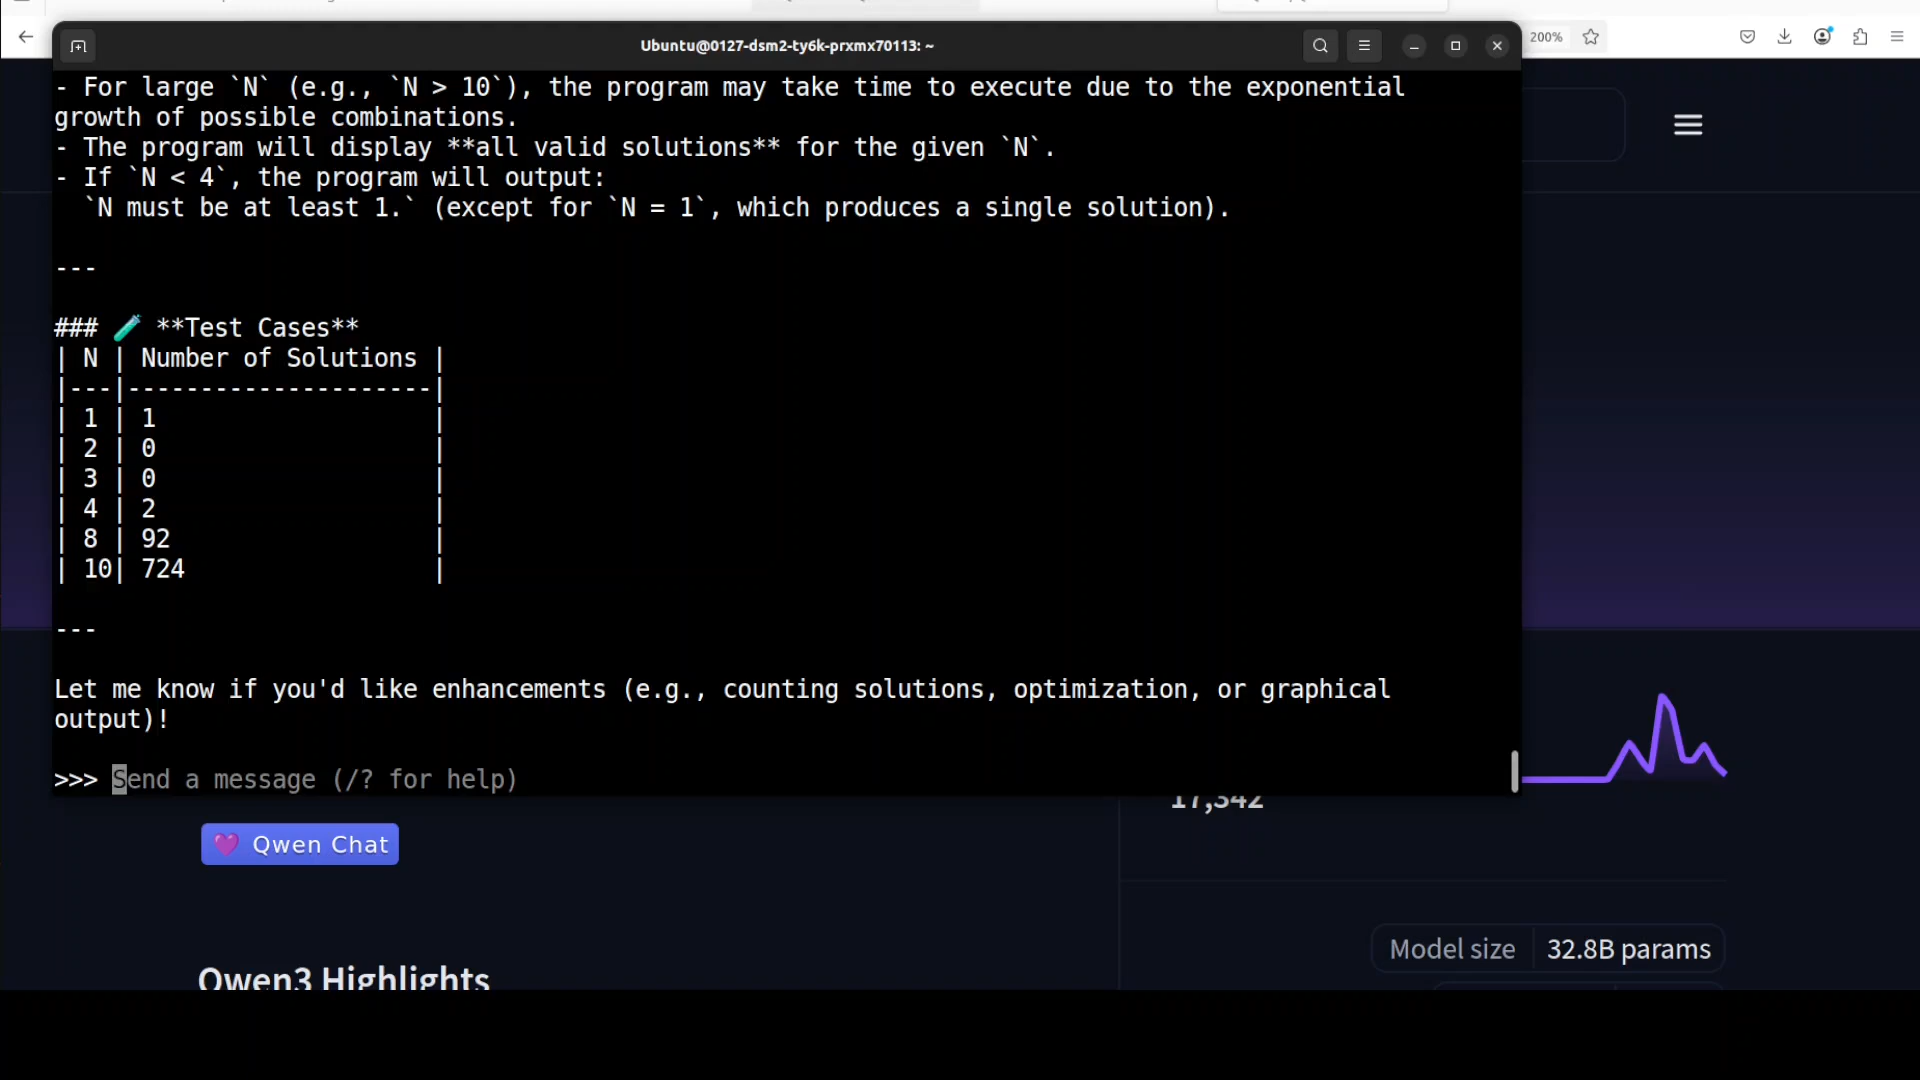 Ubuntu@0127-dsm2-ty6k-prxmx70113: ~
200%
- For large `N` (e.g., `N > 10`), the program may take time to execute due to the exponential
growth of possible combinations.
- The program will display **all valid solutions** for the given `N`.
- If `N < 4`, the program will output:
`N must be at least 1.` (except for `N = 1`, which produces a single solution).
---
### 🧪 **Test Cases**
| N | Number of Solutions |
|---|---------------------|
| 1 | 1 |
| 2 | 0 |
| 3 | 0 |
| 4 | 2 |
| 8 | 92 |
| 10| 724 |
---
Let me know if you'd like enhancements (e.g., counting solutions, optimization, or graphical
output)!
>>> Send a message (/? for help)
17,342
💜 Qwen Chat
Model size 32.8B params
Qwen3 Highlights